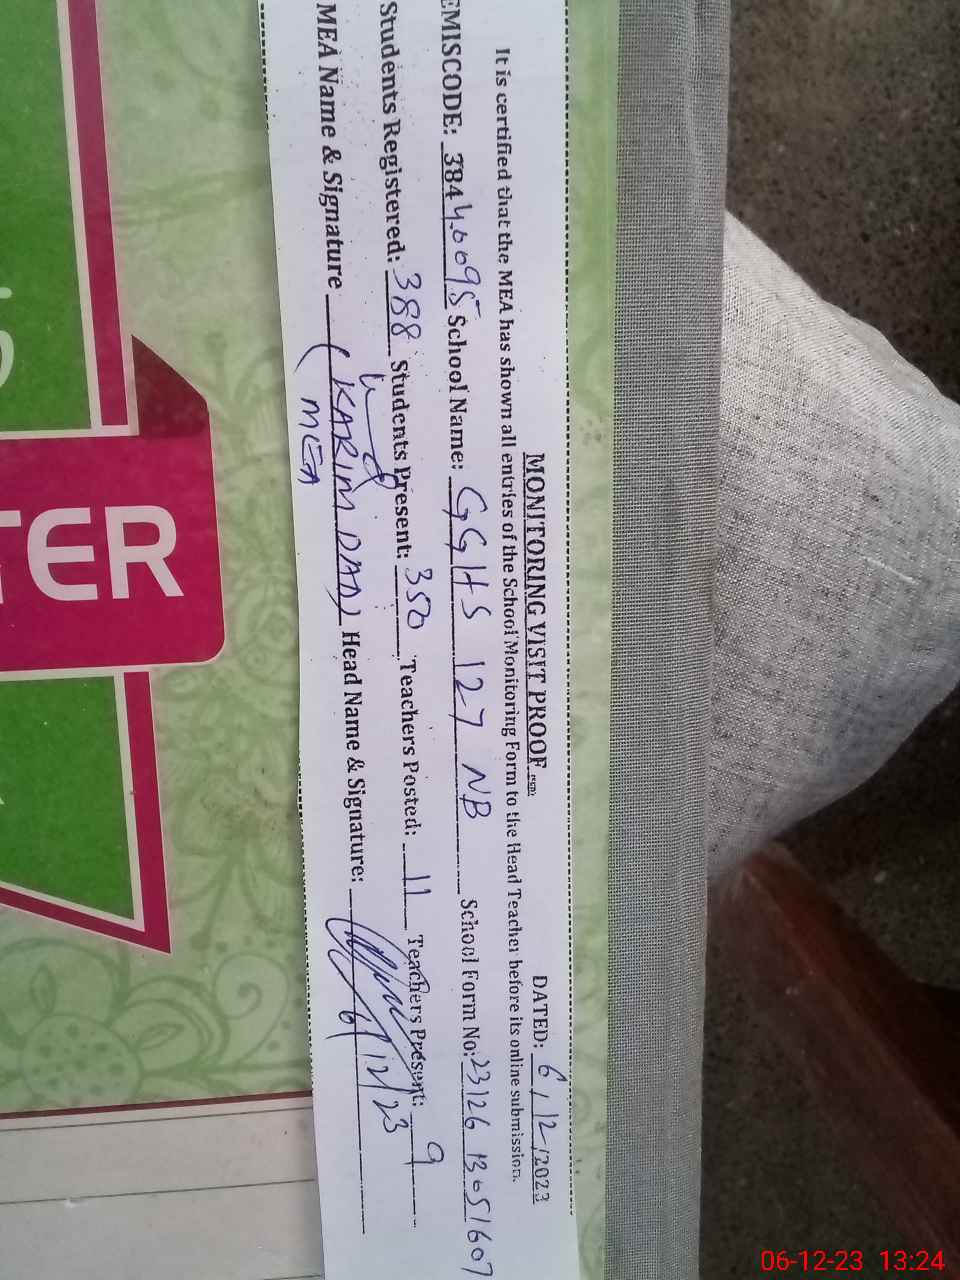 MONITORING VISIT PROOF
DATED: 6/12/2023
It is certified that the MEA has shown all entries of the School Monitoring Form to the Head Teacher before its online submission.
EMISCODE: 38440095 School Name: GGHS 127 NB School Form No: 23126 13051607
Students Registered: 388 Students Present: 350 Teachers Posted: 11 Teachers Present: 9
MEA Name & Signature (KARIM DAD) Head Name & Signature: 6/12/23
MEA
TER
06-12-23 13:24